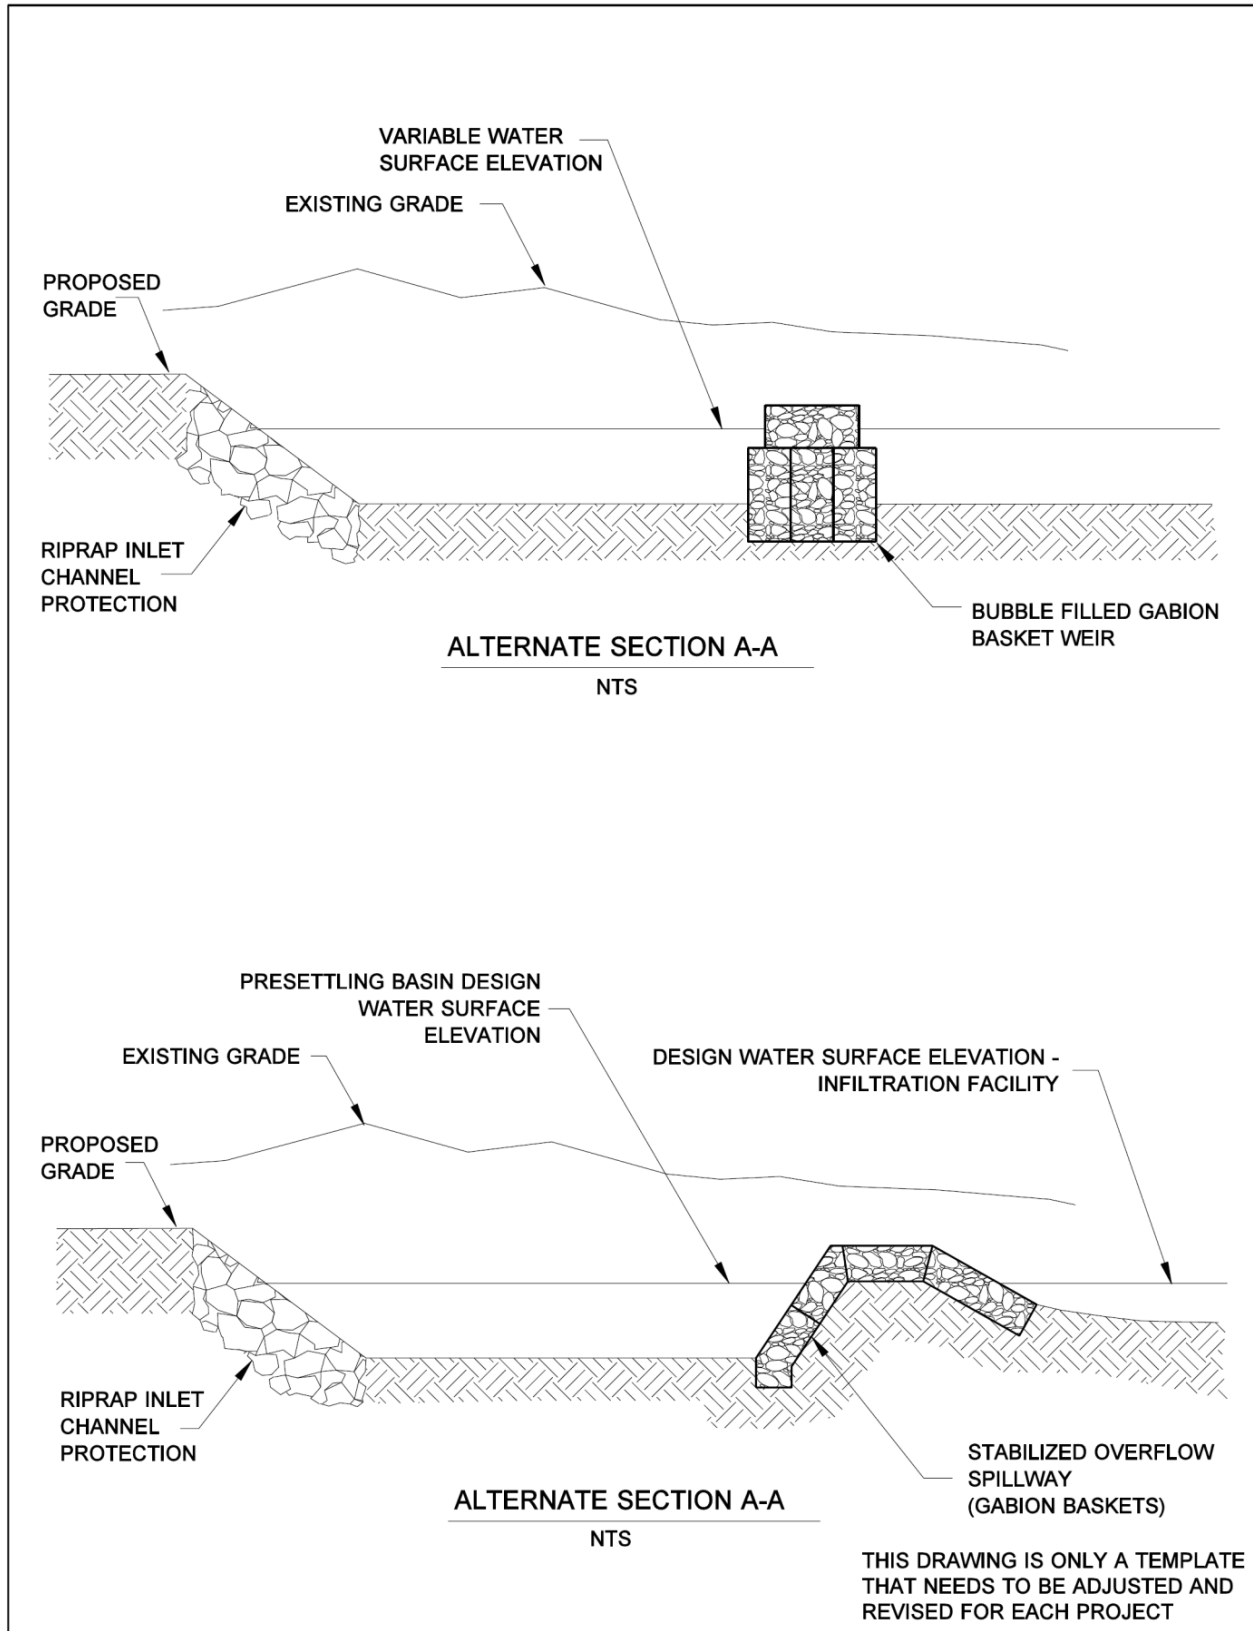 VARIABLE WATER
SURFACE ELEVATION
EXISTING GRADE
PROPOSED
GRADE
RIPRAP INLET
CHANNEL
PROTECTION
BUBBLE FILLED GABION
BASKET WEIR
ALTERNATE SECTION A-A
NTS
PRESETTLING BASIN DESIGN
WATER SURFACE
ELEVATION
EXISTING GRADE
DESIGN WATER SURFACE ELEVATION -
INFILTRATION FACILITY
PROPOSED
GRADE
RIPRAP INLET
CHANNEL
PROTECTION
STABILIZED OVERFLOW
SPILLWAY
(GABION BASKETS)
ALTERNATE SECTION A-A
NTS
THIS DRAWING IS ONLY A TEMPLATE
THAT NEEDS TO BE ADJUSTED AND
REVISED FOR EACH PROJECT